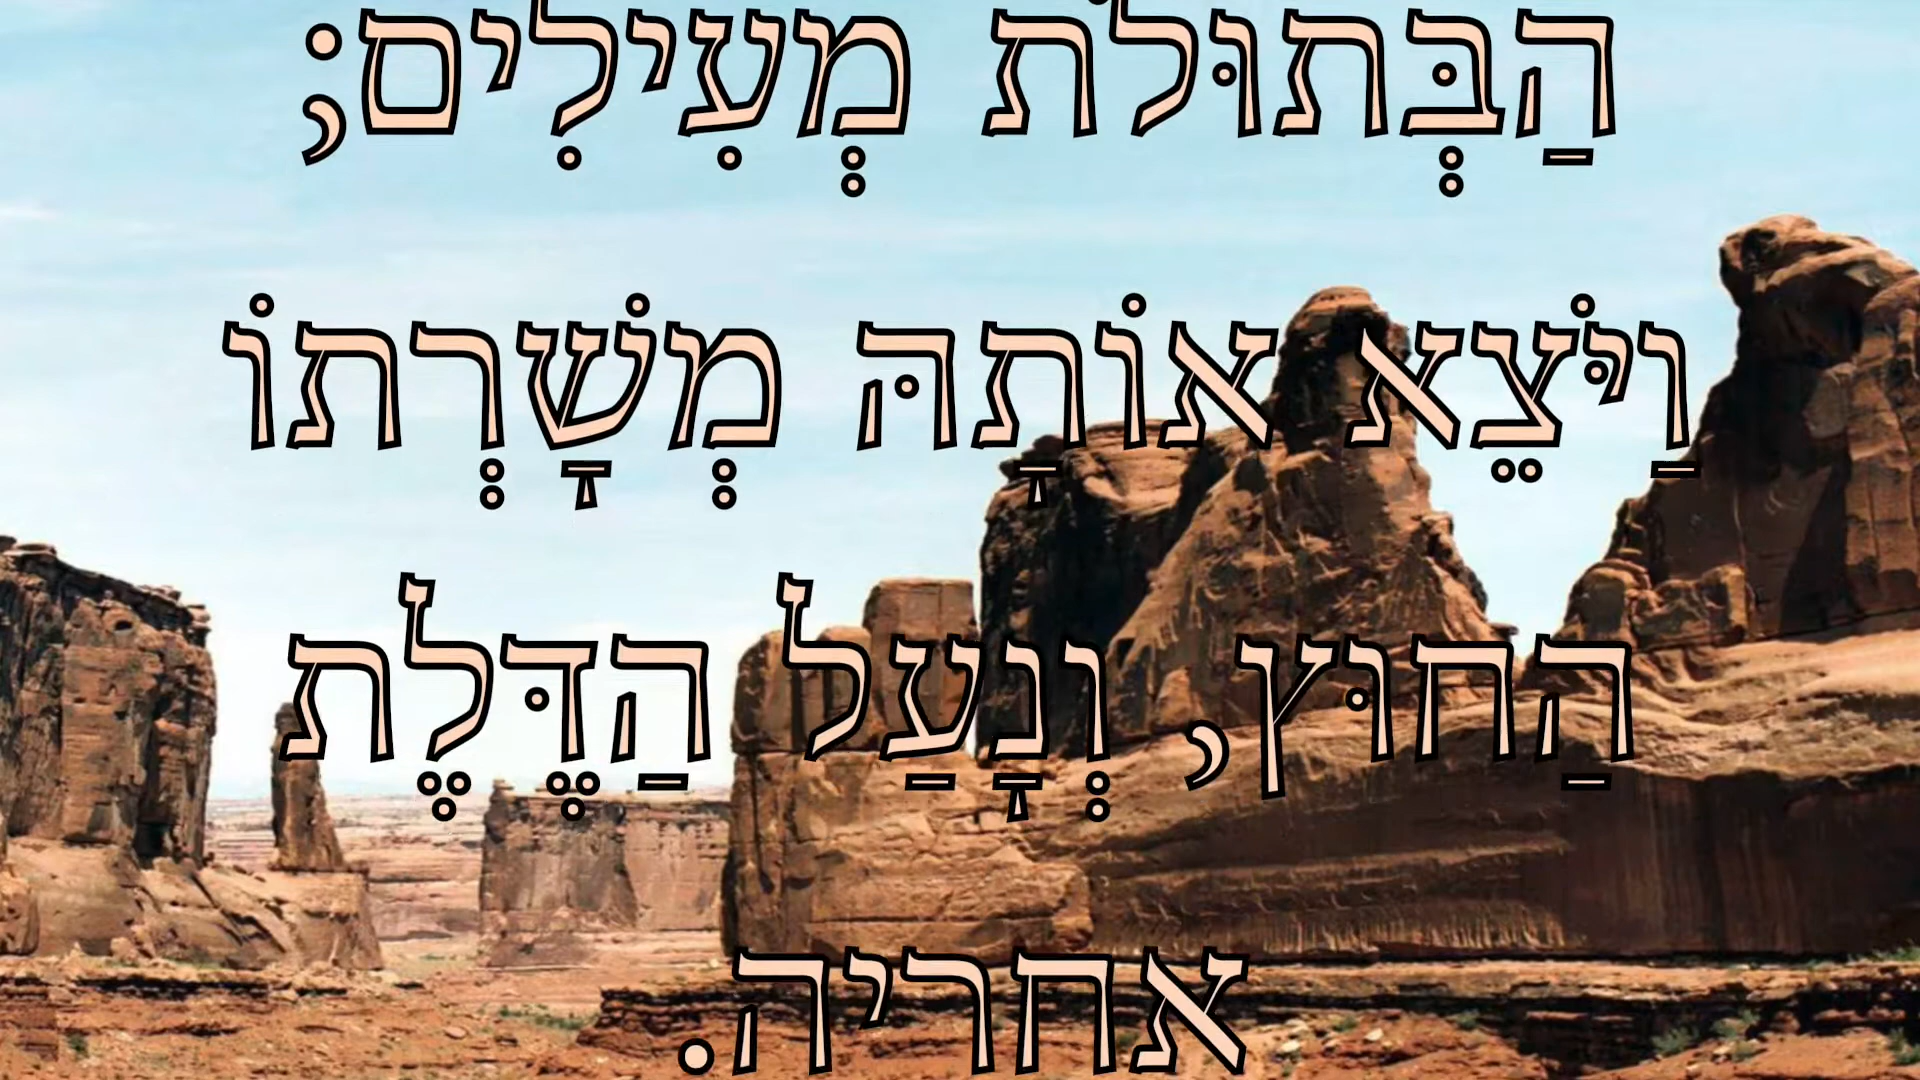 הַבְּתוּלֹת מְעִילִים;
וַיֹּצֵא אוֹתָהּ מְשָׁרְתוֹ
הַחוּץ, וְנָעַל הַדֶּלֶת
אחריה.